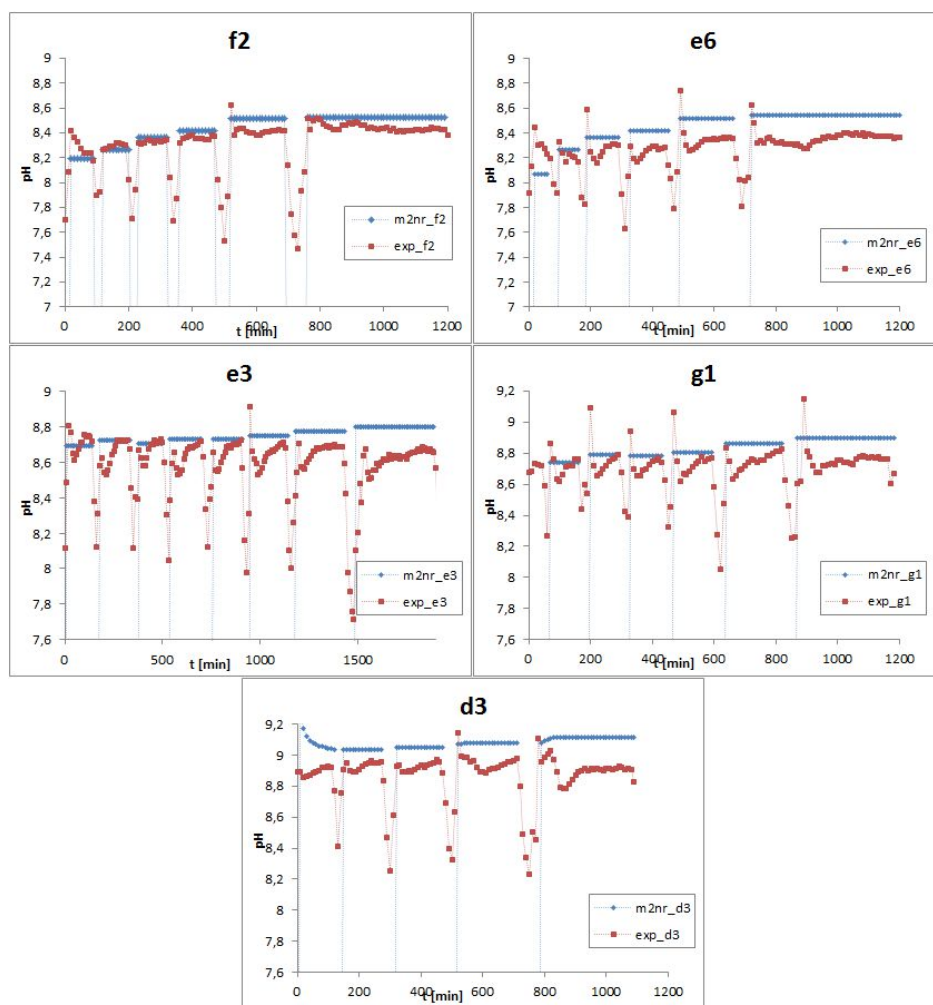 f2
9
8,8
8,6
8,4
8,2
8
7,8
7,6
7,4
7,2
7
pH
m2nr_f2
exp_f2
0 200 400 600 800 1000 1200
t [min]
e6
9
8,8
8,6
8,4
8,2
8
7,8
7,6
7,4
7,2
7
pH
m2nr_e6
exp_e6
0 200 400 600 800 1000 1200
t [min]
e3
9
8,8
8,6
8,4
8,2
8
7,8
7,6
pH
m2nr_e3
exp_e3
0 500 1000 1500
t [min]
g1
9,2
9
8,8
8,6
8,4
8,2
8
7,8
7,6
pH
m2nr_g1
exp_g1
0 200 400 600 800 1000 1200
t [min]
d3
9,2
9
8,8
8,6
8,4
8,2
8
7,8
7,6
pH
m2nr_d3
exp_d3
0 200 400 600 800 1000 1200
t [min]